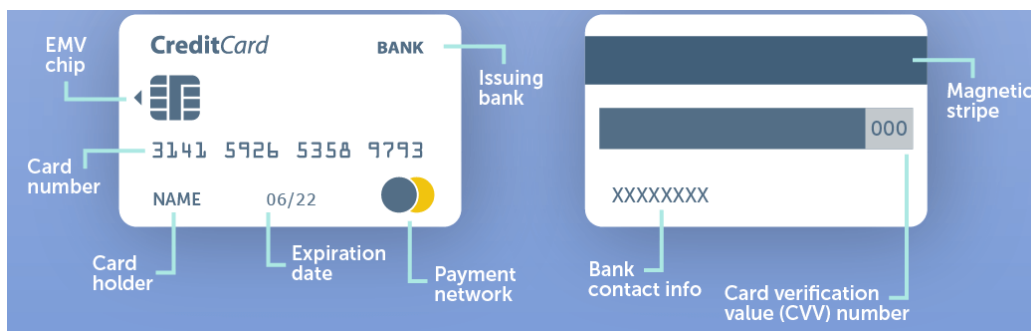 EMV
chip
CreditCard
BANK
Issuing
bank
3141 5926 5358 9793
Card
number
NAME
06/22
Card
holder
Expiration
date
Payment
network
Magnetic
stripe
000
XXXXXXXX
Bank
contact info
Card verification
value (CVV) number